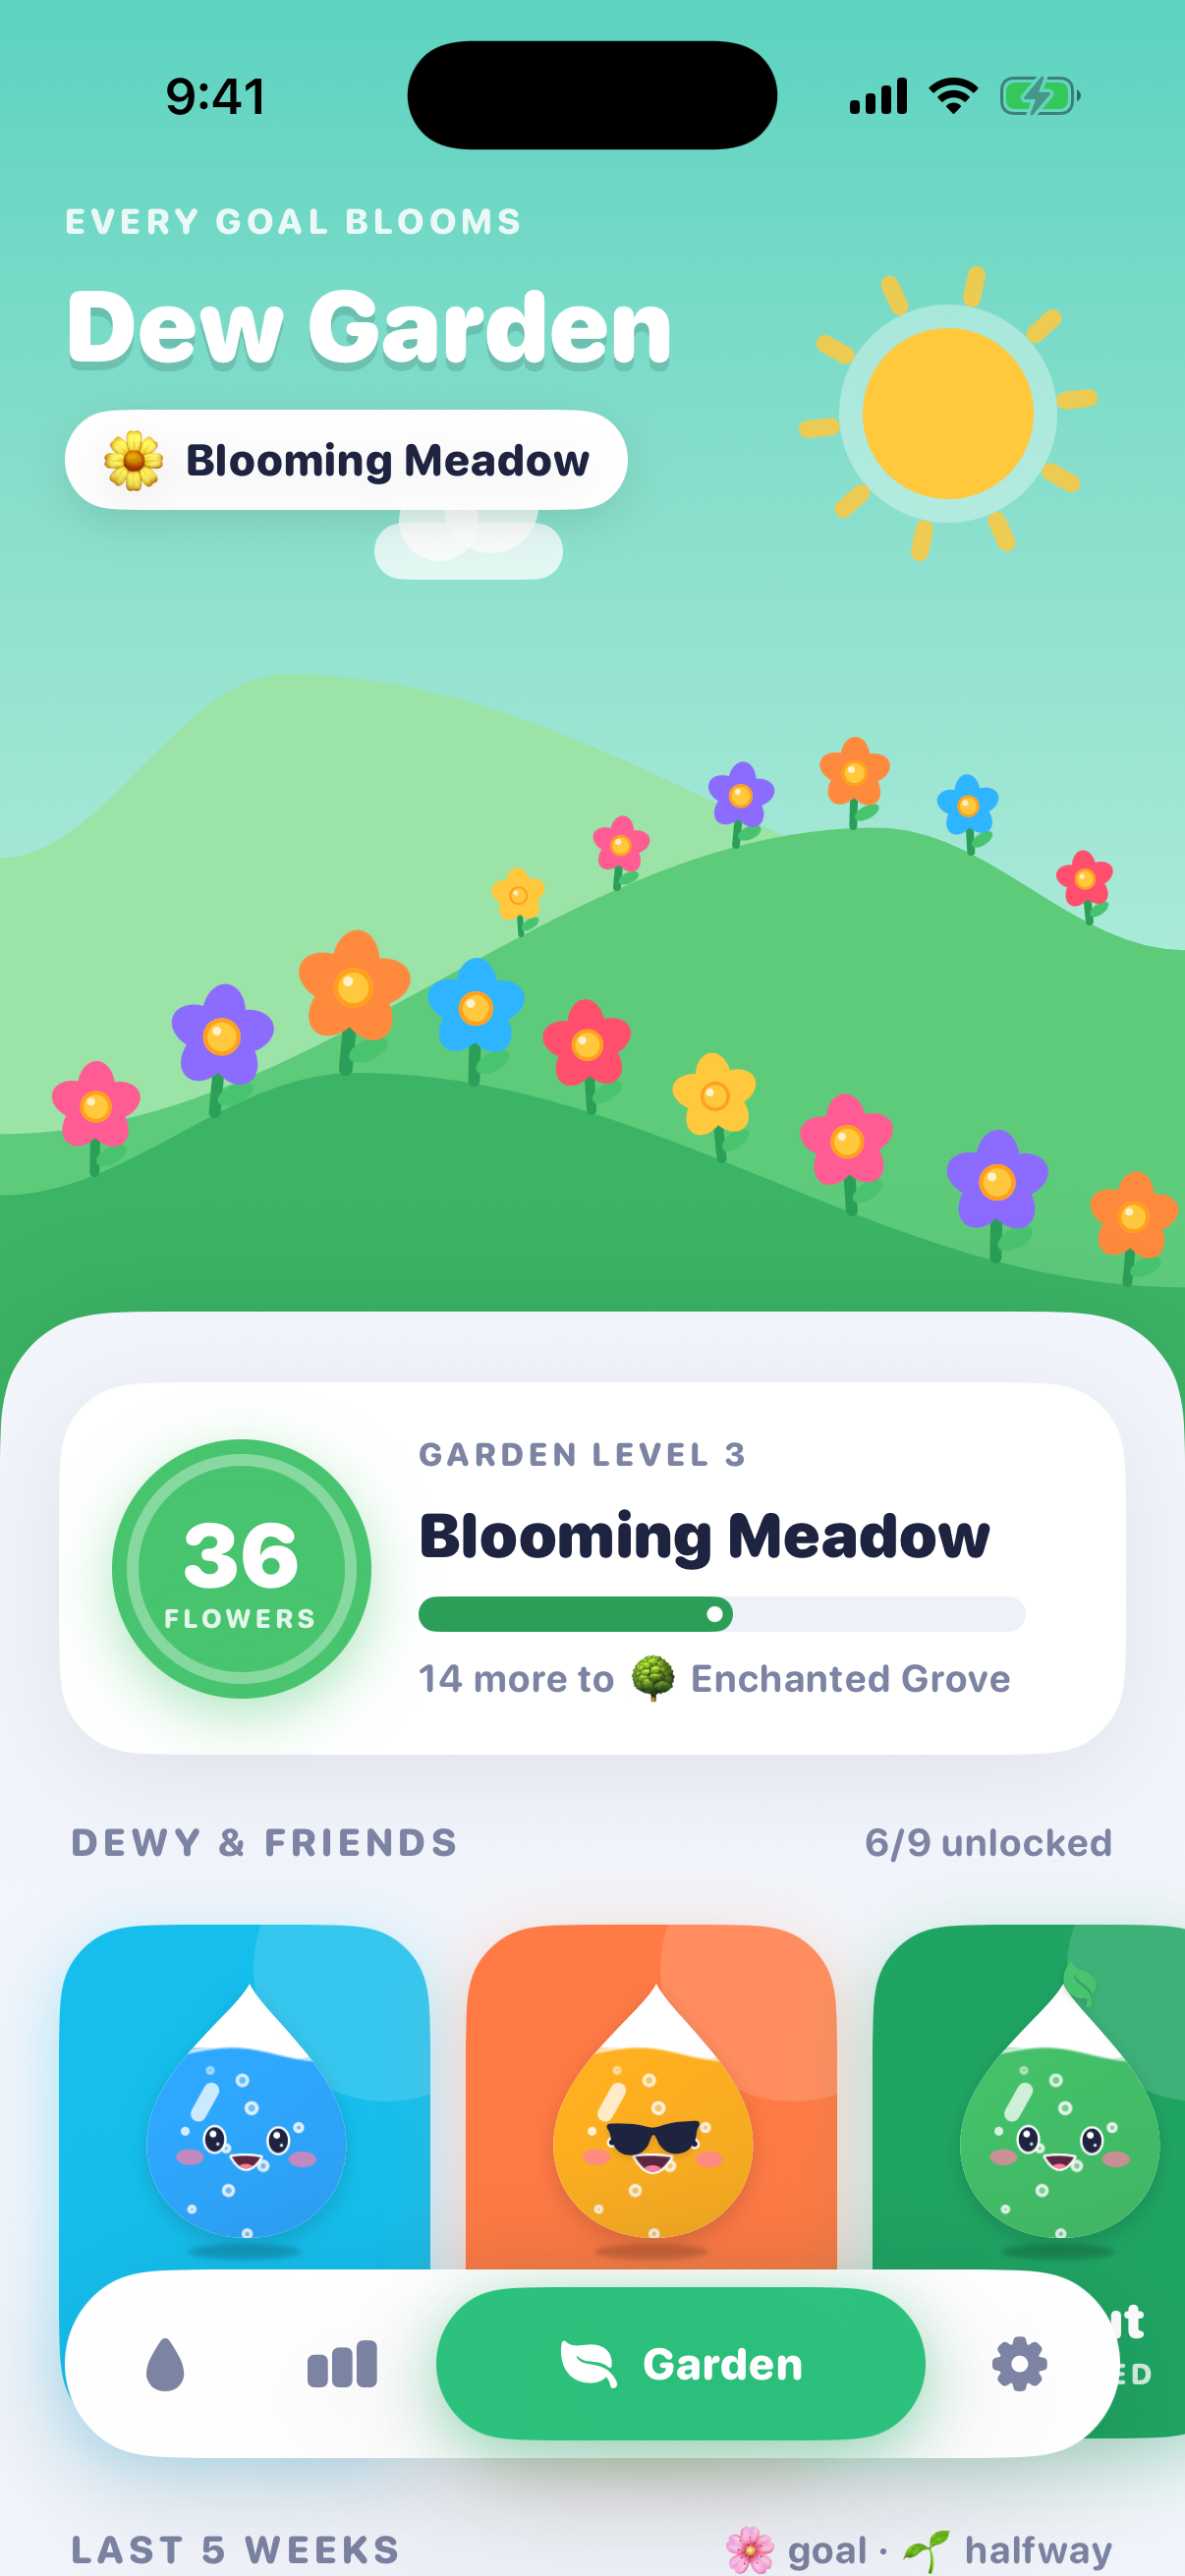 9:41
EVERY GOAL BLOOMS
Dew Garden
Blooming Meadow
36
FLOWERS
GARDEN LEVEL 3
Blooming Meadow
14 more to 🌳 Enchanted Grove
DEWY & FRIENDS
6/9 unlocked
Garden
LAST 5 WEEKS
🌸 goal · 🌱 halfway